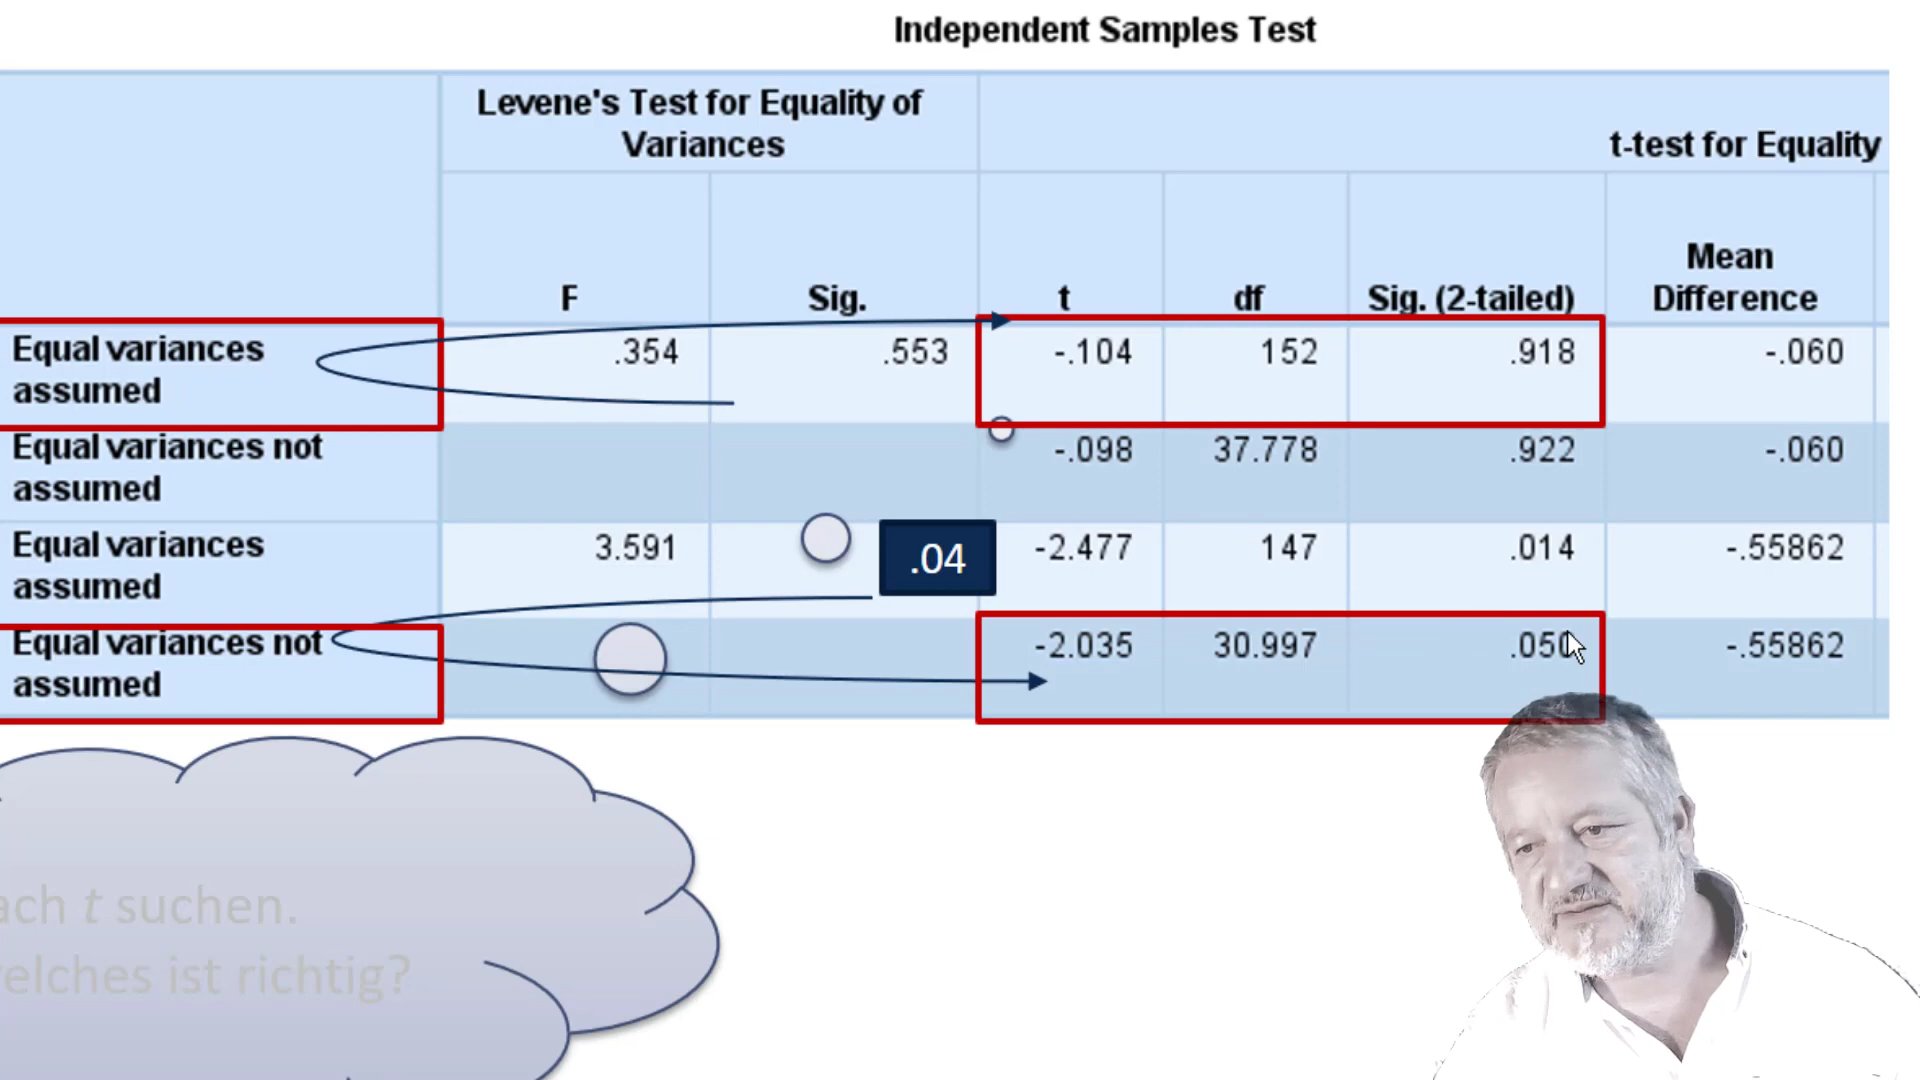 Independent Samples Test
Levene's Test for Equality of
Variances
t-test for Equality
F Sig. t df Sig. (2-tailed) Mean
Difference
Equal variances
assumed .354 .553 -.104 152 .918 -.060
Equal variances not
assumed -.098 37.778 .922 -.060
Equal variances
assumed 3.591 .04 -2.477 147 .014 -.55862
Equal variances not
assumed -2.035 30.997 .050 -.55862
ach t suchen.
welches ist richtig?